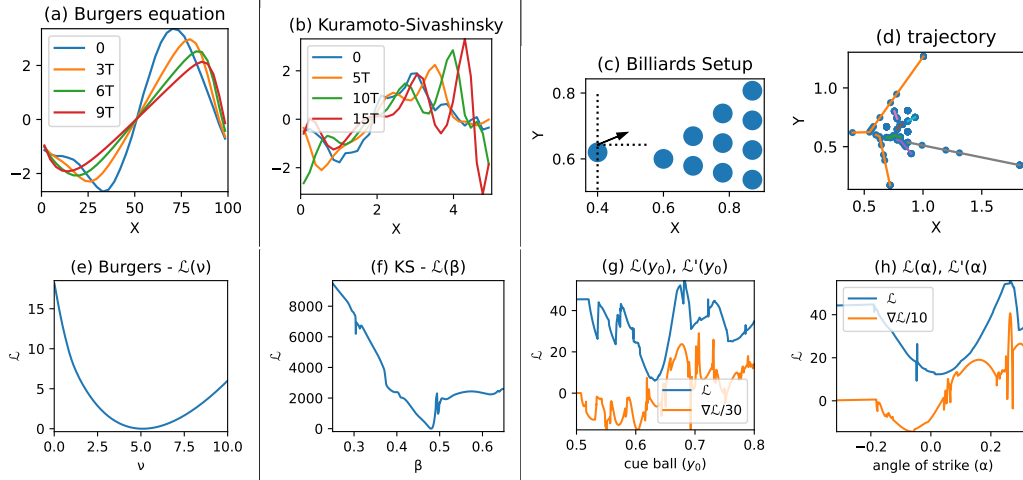 (a) Burgers equation
0
3T
6T
9T
2
0
−2
0
25
50
75
100
X
(b) Kuramoto-Sivashinsky
0
5T
10T
15T
2
0
−2
0
2
4
X
(c) Billiards Setup
0.8
0.6
Y
0.4
0.6
0.8
X
(d) trajectory
1.0
0.5
Y
0.5
1.0
1.5
X
(e) Burgers - ℒ(ν)
15
10
5
0
ℒ
0.0
2.5
5.0
7.5
10.0
ν
(f) KS - ℒ(β)
8000
6000
4000
2000
0
ℒ
0.3
0.4
0.5
0.6
β
(g) ℒ(y₀), ℒ'(y₀)
40
20
0
ℒ
ℒ
∇ℒ/30
0.5
0.6
0.7
0.8
cue ball (y₀)
(h) ℒ(α), ℒ'(α)
ℒ
∇ℒ/10
40
20
0
ℒ
−0.2
0.0
0.2
angle of strike (α)